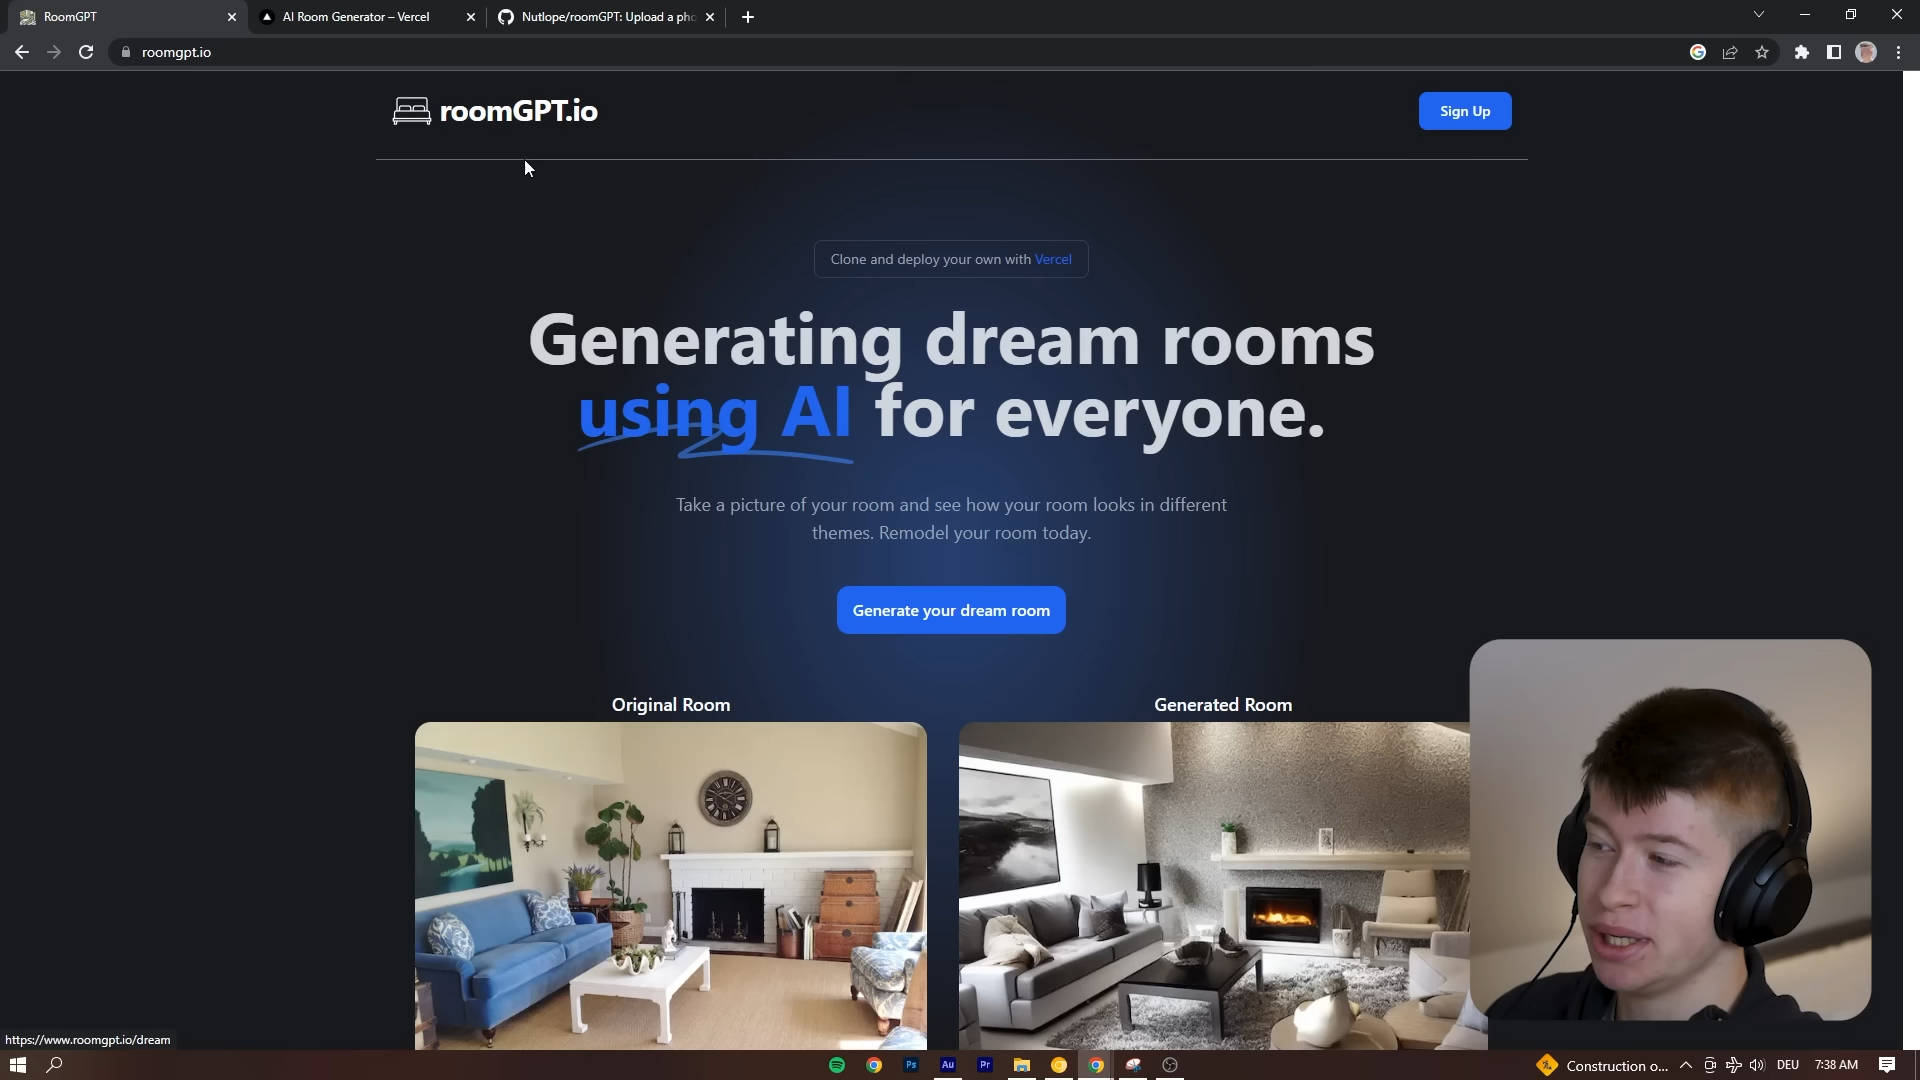 RoomGPT
AI Room Generator – Vercel
Nutlope/roomGPT: Upload a pho
roomgpt.io
roomGPT.io
Sign Up
Clone and deploy your own with Vercel
Generating dream rooms
using AI for everyone.
Take a picture of your room and see how your room looks in different
themes. Remodel your room today.
Generate your dream room
Original Room
Generated Room
https://www.roomgpt.io/dream
Ps
Au
Pr
Construction o...
DEU
7:38 AM